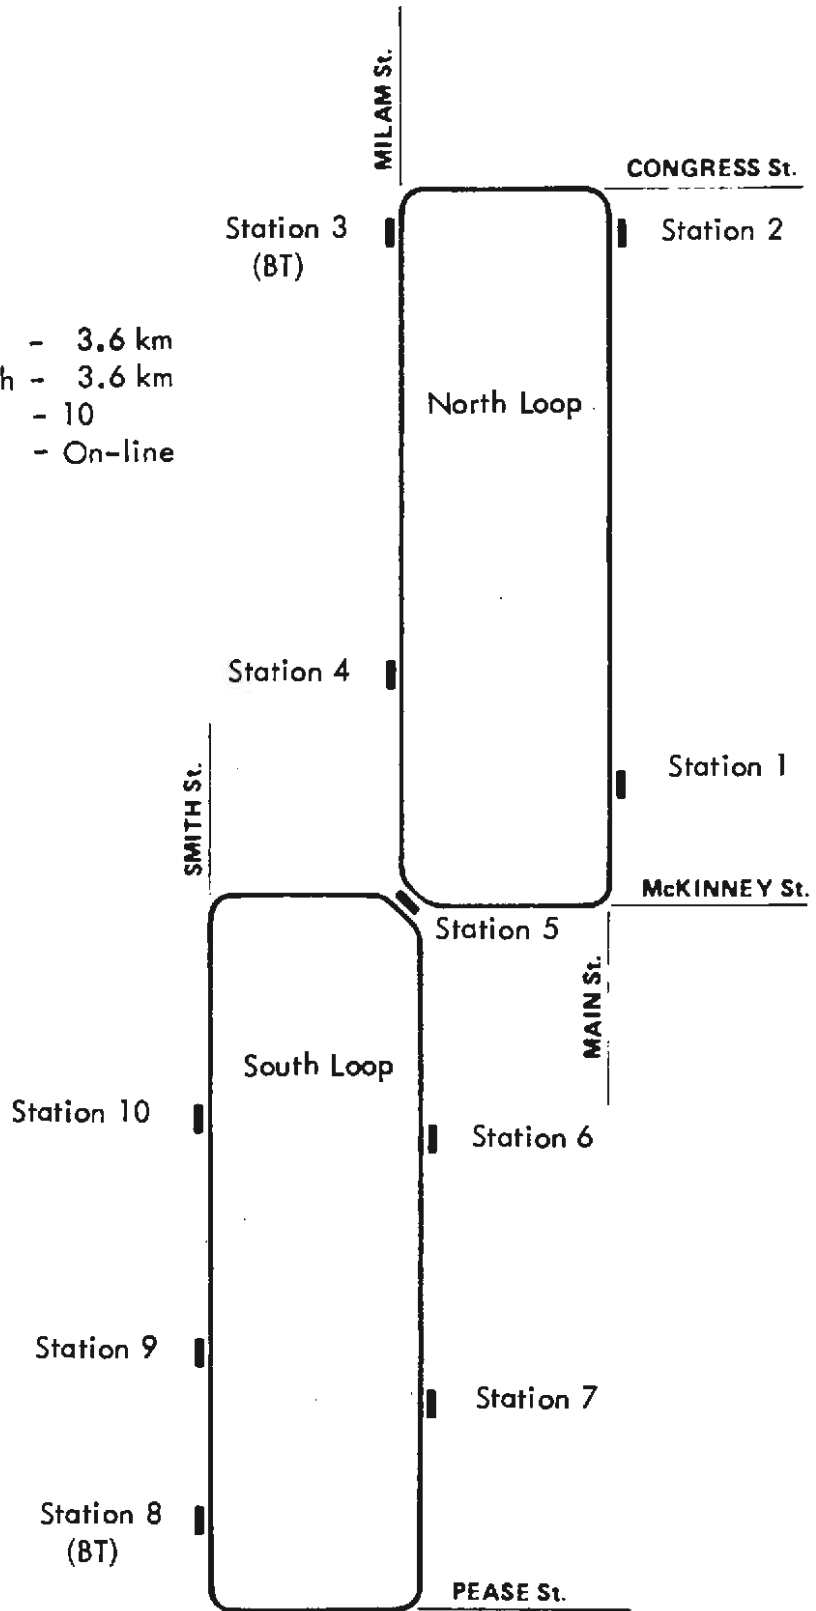 MILAM St.
CONGRESS St.
Station 3
(BT)
Station 2
- 3.6 km
h - 3.6 km
- 10
- On-line
North Loop
Station 4
Station 1
SMITH St.
McKINNEY St.
Station 5
MAIN St.
South Loop
Station 10
Station 6
Station 9
Station 7
Station 8
(BT)
PEASE St.